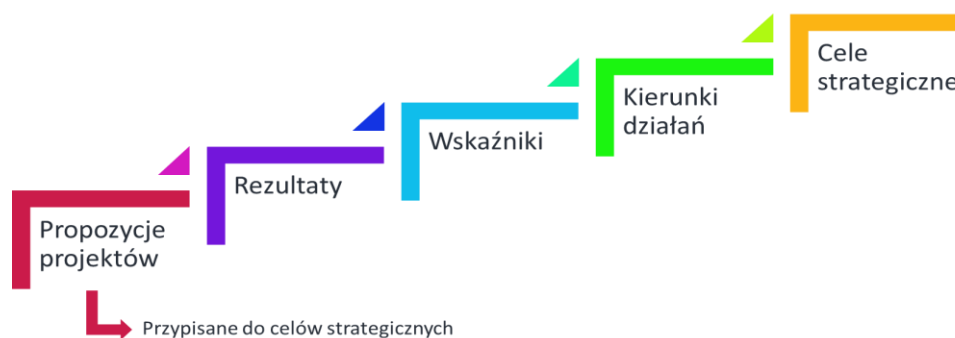 Cele
strategiczne
Kierunki
działań
Wskaźniki
Rezultaty
Propozycje
projektów
Przypisane do celów strategicznych